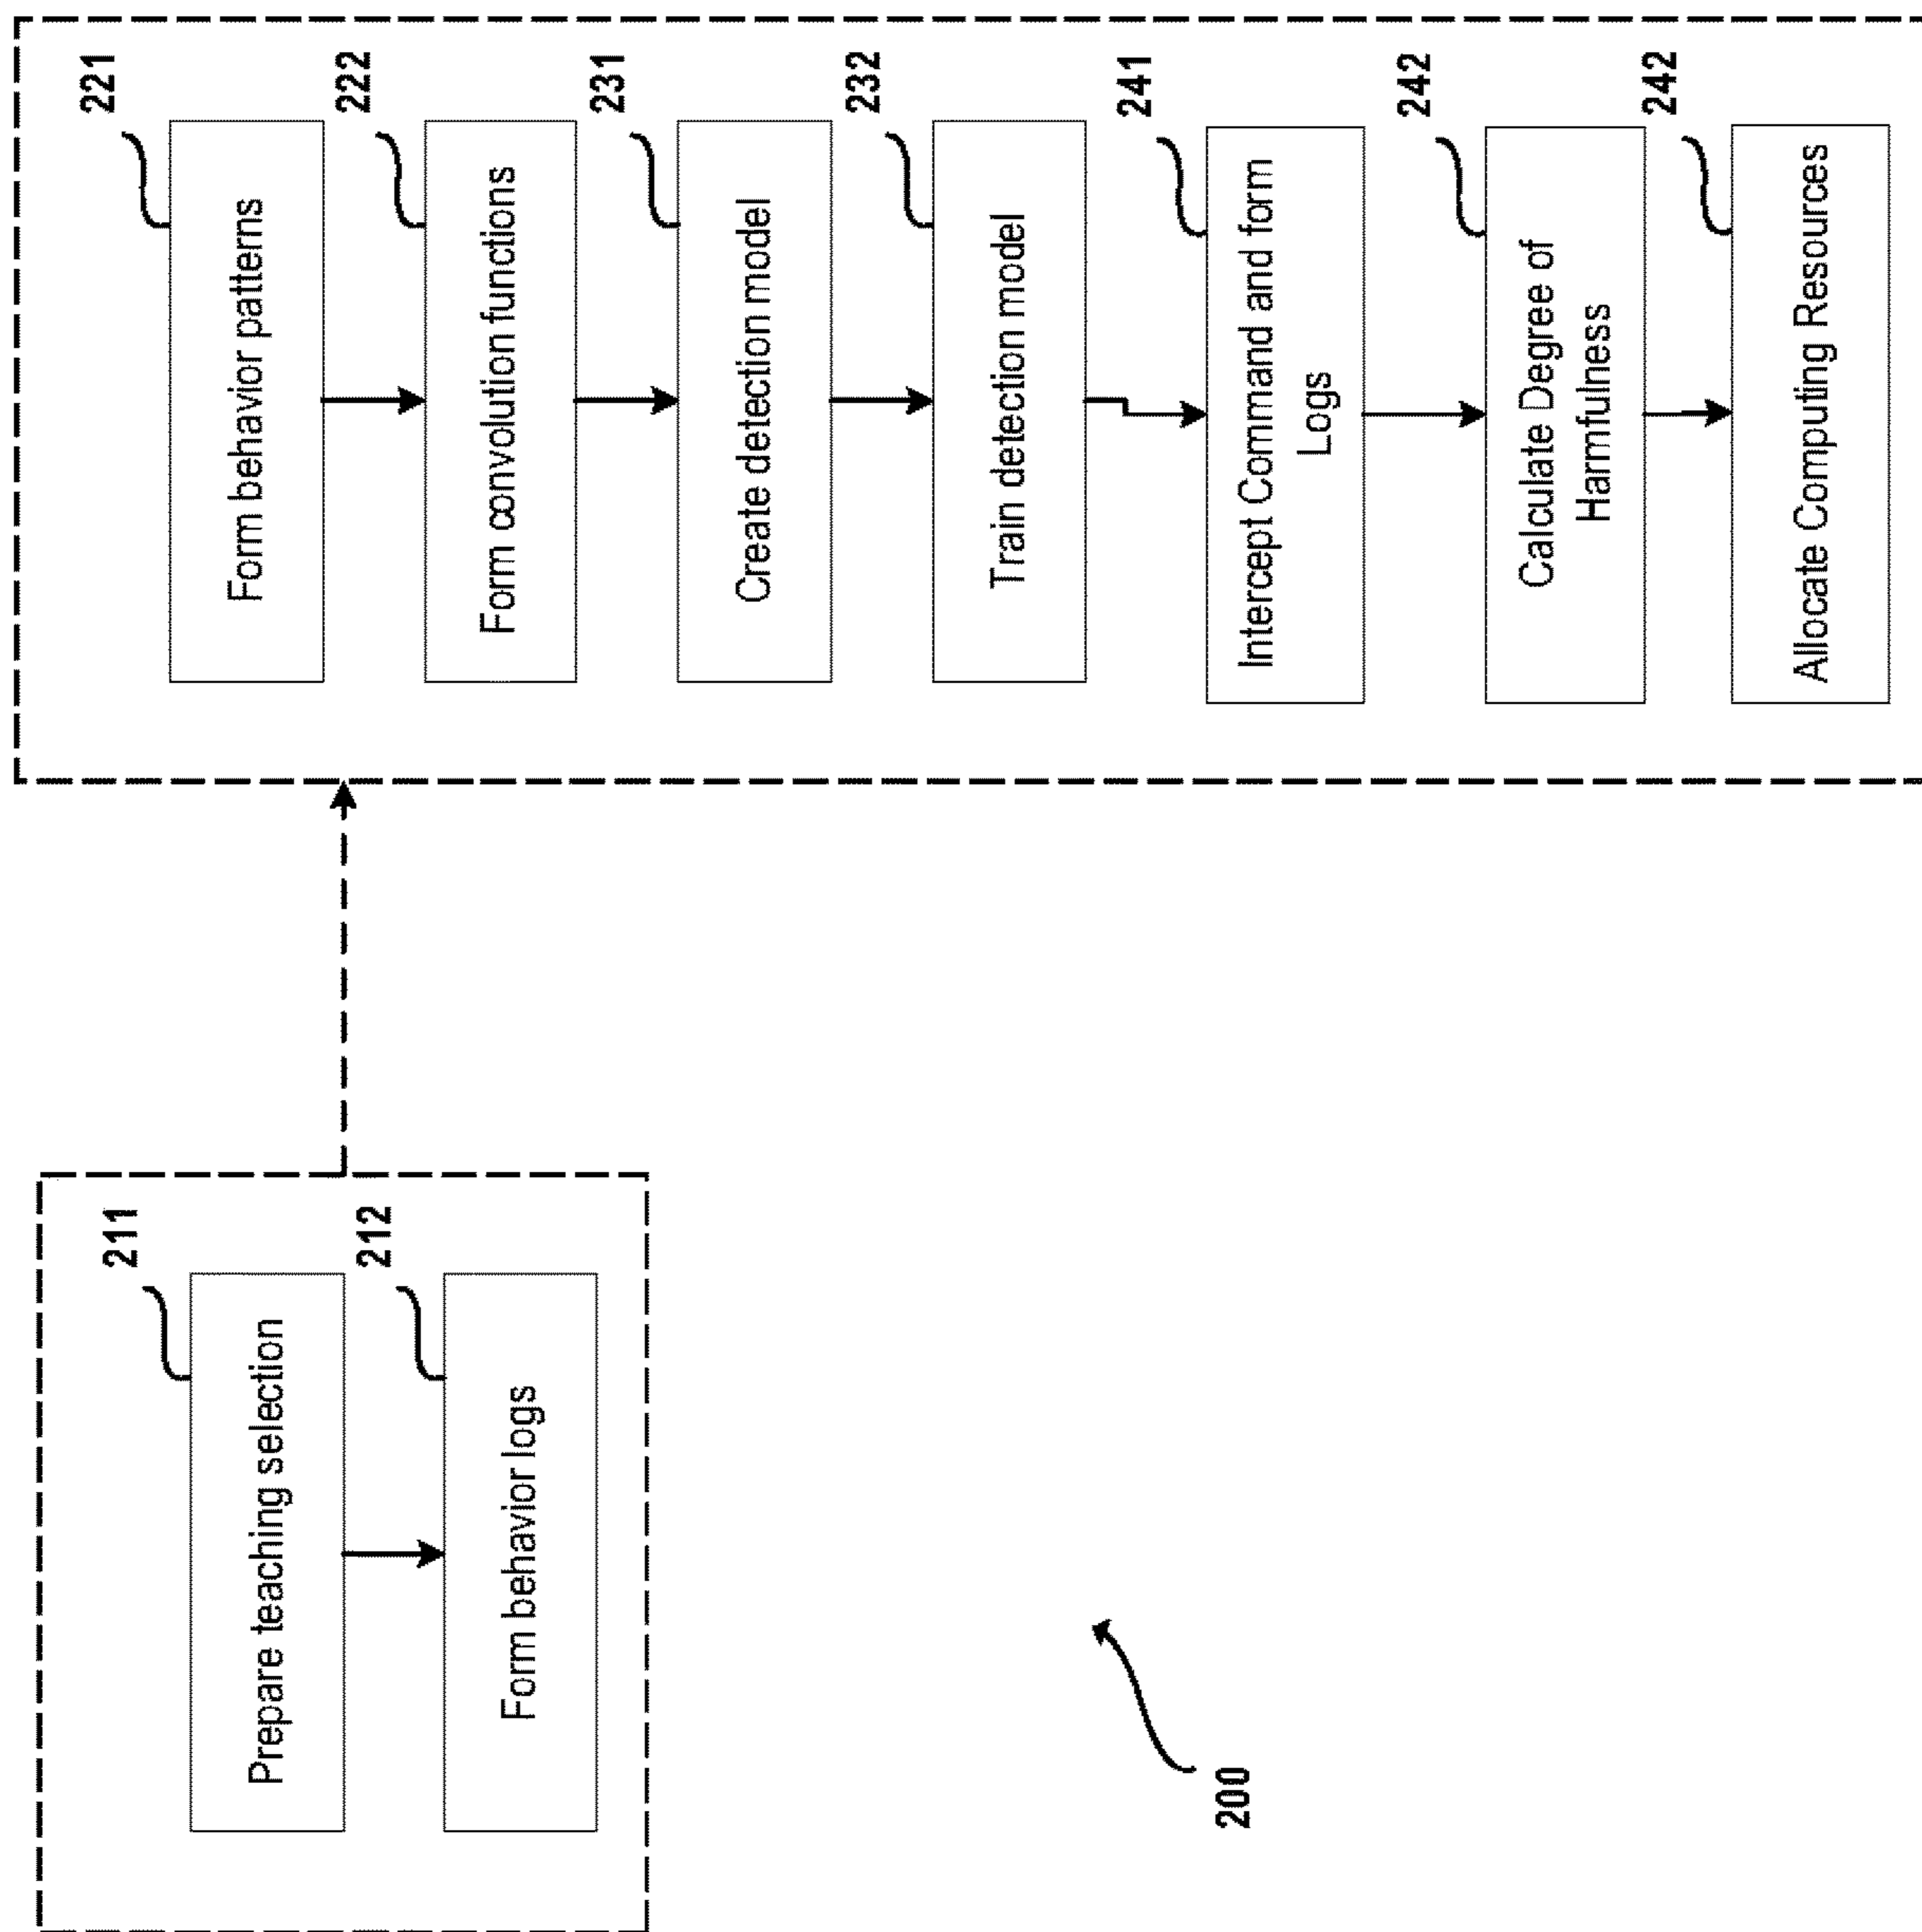 211
Prepare teaching selection
212
Form behavior logs
200
221
Form behavior patterns
222
Form convolution functions
231
Create detection model
232
Train detection model
241
Intercept Command and form
Logs
242
Calculate Degree of
Harmfulness
242
Allocate Computing Resources